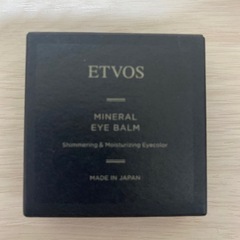 ETVOS
MINERAL
EYE BALM
Shimmering & Moisturizing Eyecolor
MADE IN JAPAN